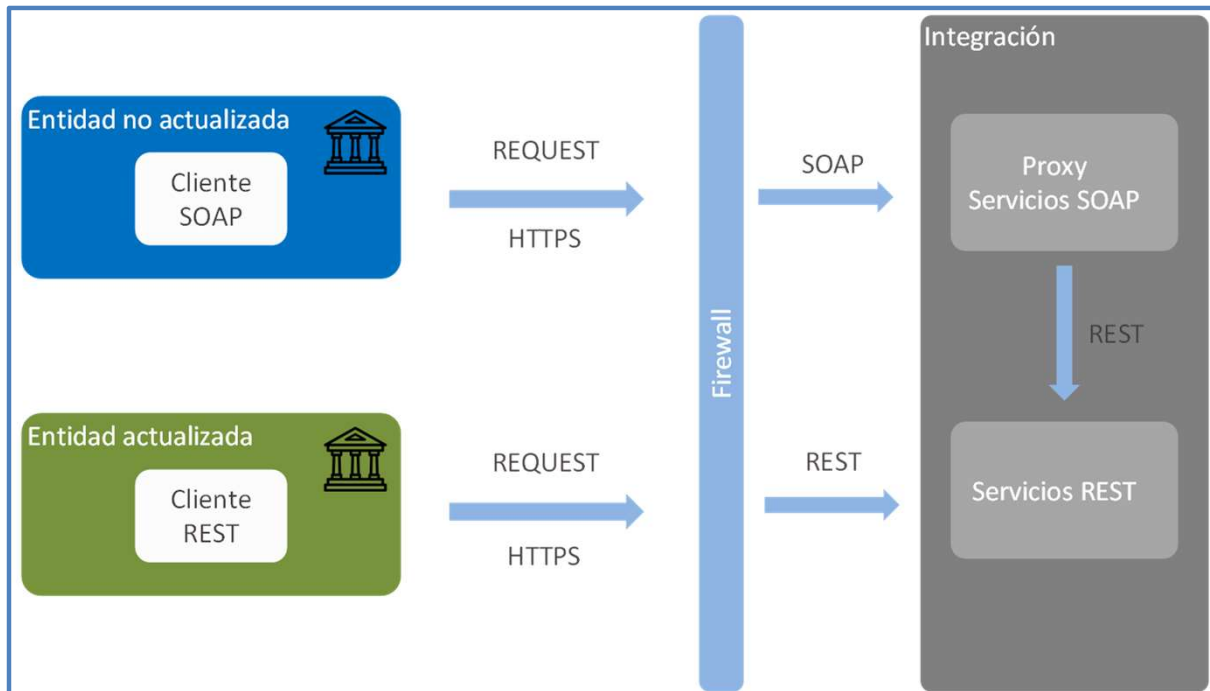 Integración
Entidad no actualizada
Cliente
SOAP
REQUEST
HTTPS
SOAP
Proxy
Servicios SOAP
Firewall
REST
Entidad actualizada
Cliente
REST
REQUEST
HTTPS
REST
Servicios REST